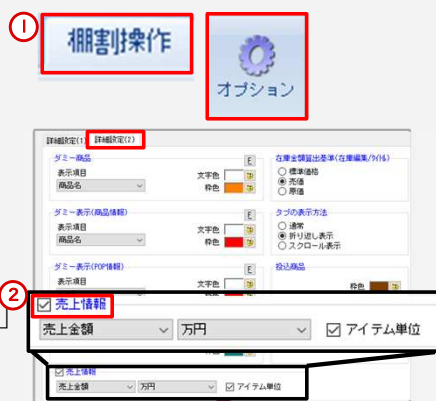 ①
棚割操作
オプション
詳細設定(1) 詳細設定(2)
ダミー商品 E
表示項目
商品名
文字色
枠色
在庫金額算出基準(在庫編集/タイトル)
標準価格
売価
原価
ダミー表示(商品情報) E
表示項目
商品名
文字色
枠色
タブの表示方法
通常
折り返し表示
スクロール表示
ダミー表示(POP情報) E
表示項目
文字色
投込商品
枠色
②
売上情報
売上金額 万円 アイテム単位
売上情報
売上金額 万円 アイテム単位